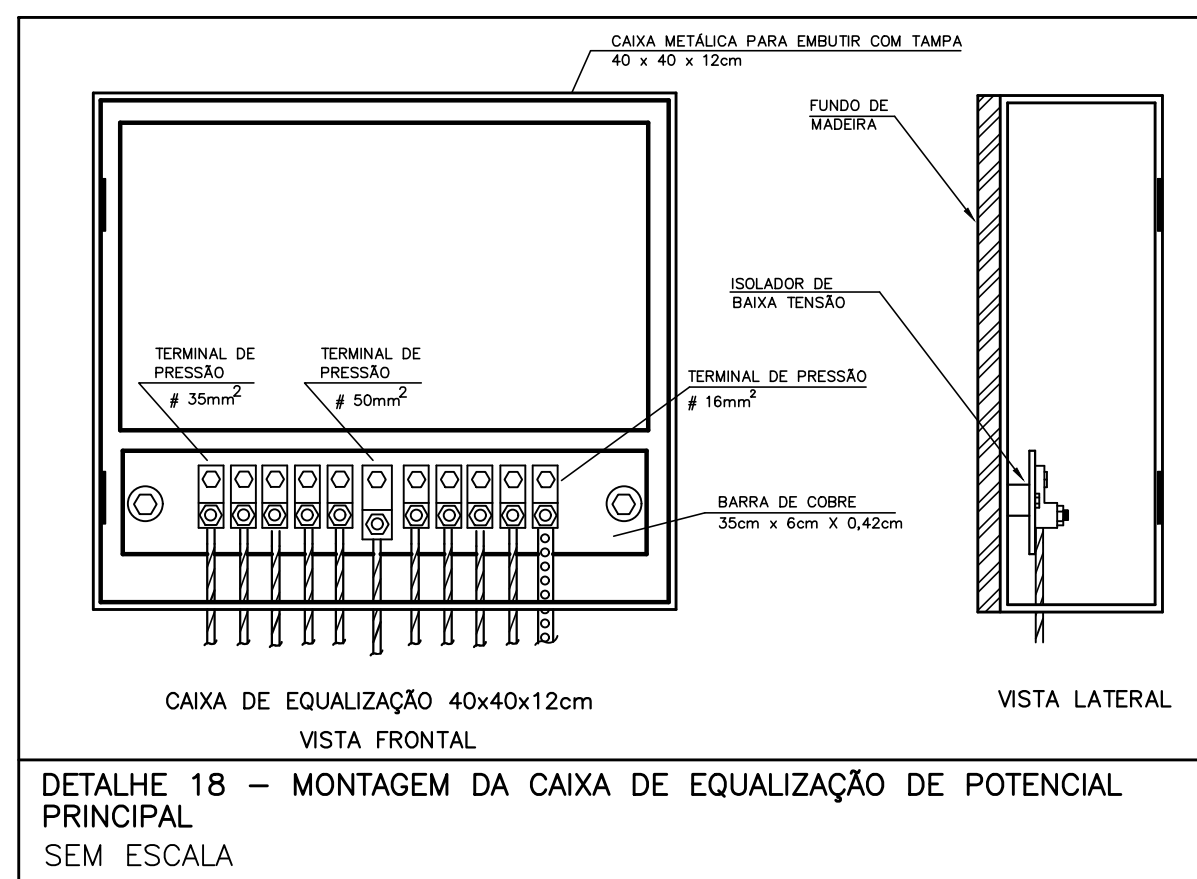 CAIXA METÁLICA PARA EMBUTIR COM TAMPA
40 x 40 x 12cm
FUNDO DE
MADEIRA
ISOLADOR DE
BAIXA TENSÃO
TERMINAL DE
PRESSÃO
# 35mm²
TERMINAL DE
PRESSÃO
# 50mm²
TERMINAL DE PRESSÃO
# 16mm²
BARRA DE COBRE
35cm x 6cm X 0,42cm
CAIXA DE EQUALIZAÇÃO 40x40x12cm
VISTA FRONTAL
VISTA LATERAL
DETALHE 18 – MONTAGEM DA CAIXA DE EQUALIZAÇÃO DE POTENCIAL
PRINCIPAL
SEM ESCALA